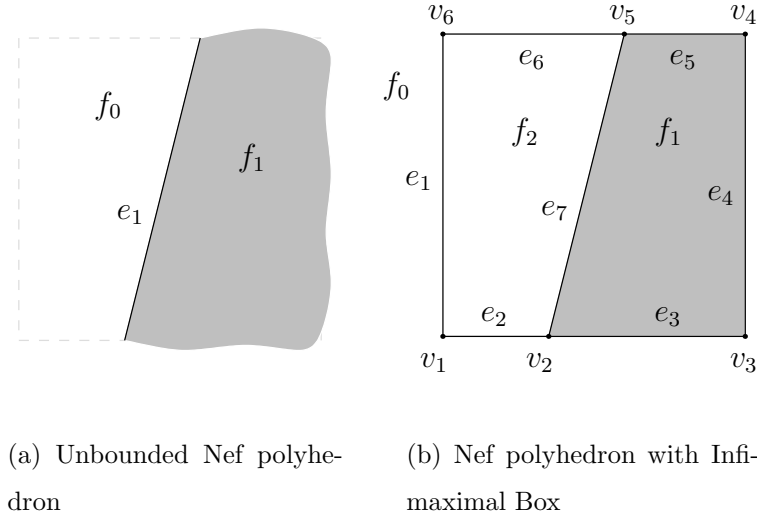 f₀
f₁
e₁
v₆ v₅ v₄
e₆ e₅
f₀
f₂ f₁
e₁ e₇ e₄
e₂ e₃
v₁ v₂ v₃
(a) Unbounded Nef polyhe-
dron
(b) Nef polyhedron with Infi-
maximal Box